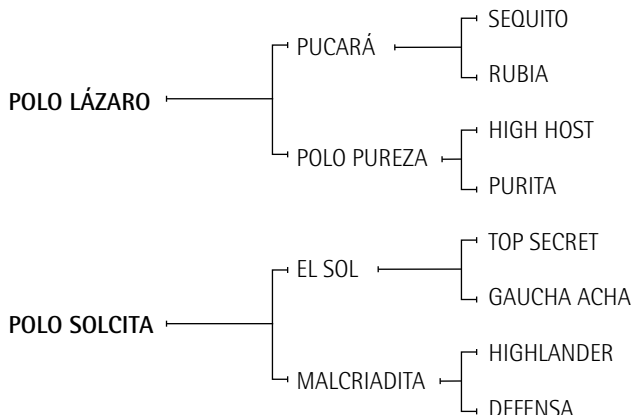 SEQUITO
PUCARÁ
RUBIA
POLO LÁZARO
HIGH HOST
POLO PUREZA
PURITA
TOP SECRET
EL SOL
GAUCHA ACHA
POLO SOLCITA
HIGHLANDER
MALCRIADITA
DEFENSA